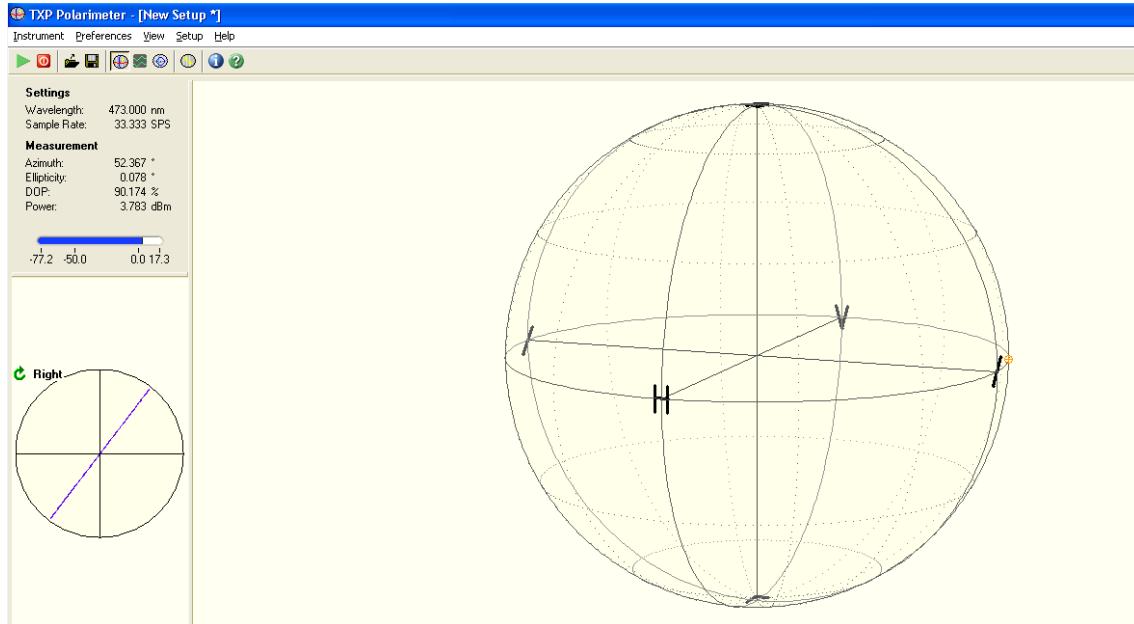 TXP Polarimeter - [New Setup *]
Instrument Preferences View Setup Help
Settings
Wavelength: 473.000 nm
Sample Rate: 33.333 SPS
Measurement
Azimuth: 52.367 °
Ellipticity: 0.078 °
DOP: 90.174 %
Power: 3.783 dBm
-77.2 -50.0 0.0 17.3
Right
V
H